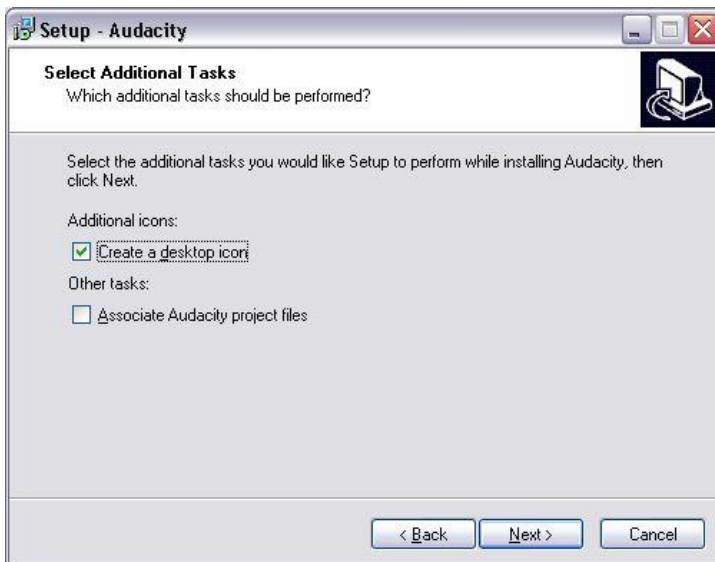 Setup - Audacity
Select Additional Tasks
Which additional tasks should be performed?
Select the additional tasks you would like Setup to perform while installing Audacity, then
click Next.
Additional icons:
Create a desktop icon
Other tasks:
Associate Audacity project files
< Back
Next >
Cancel